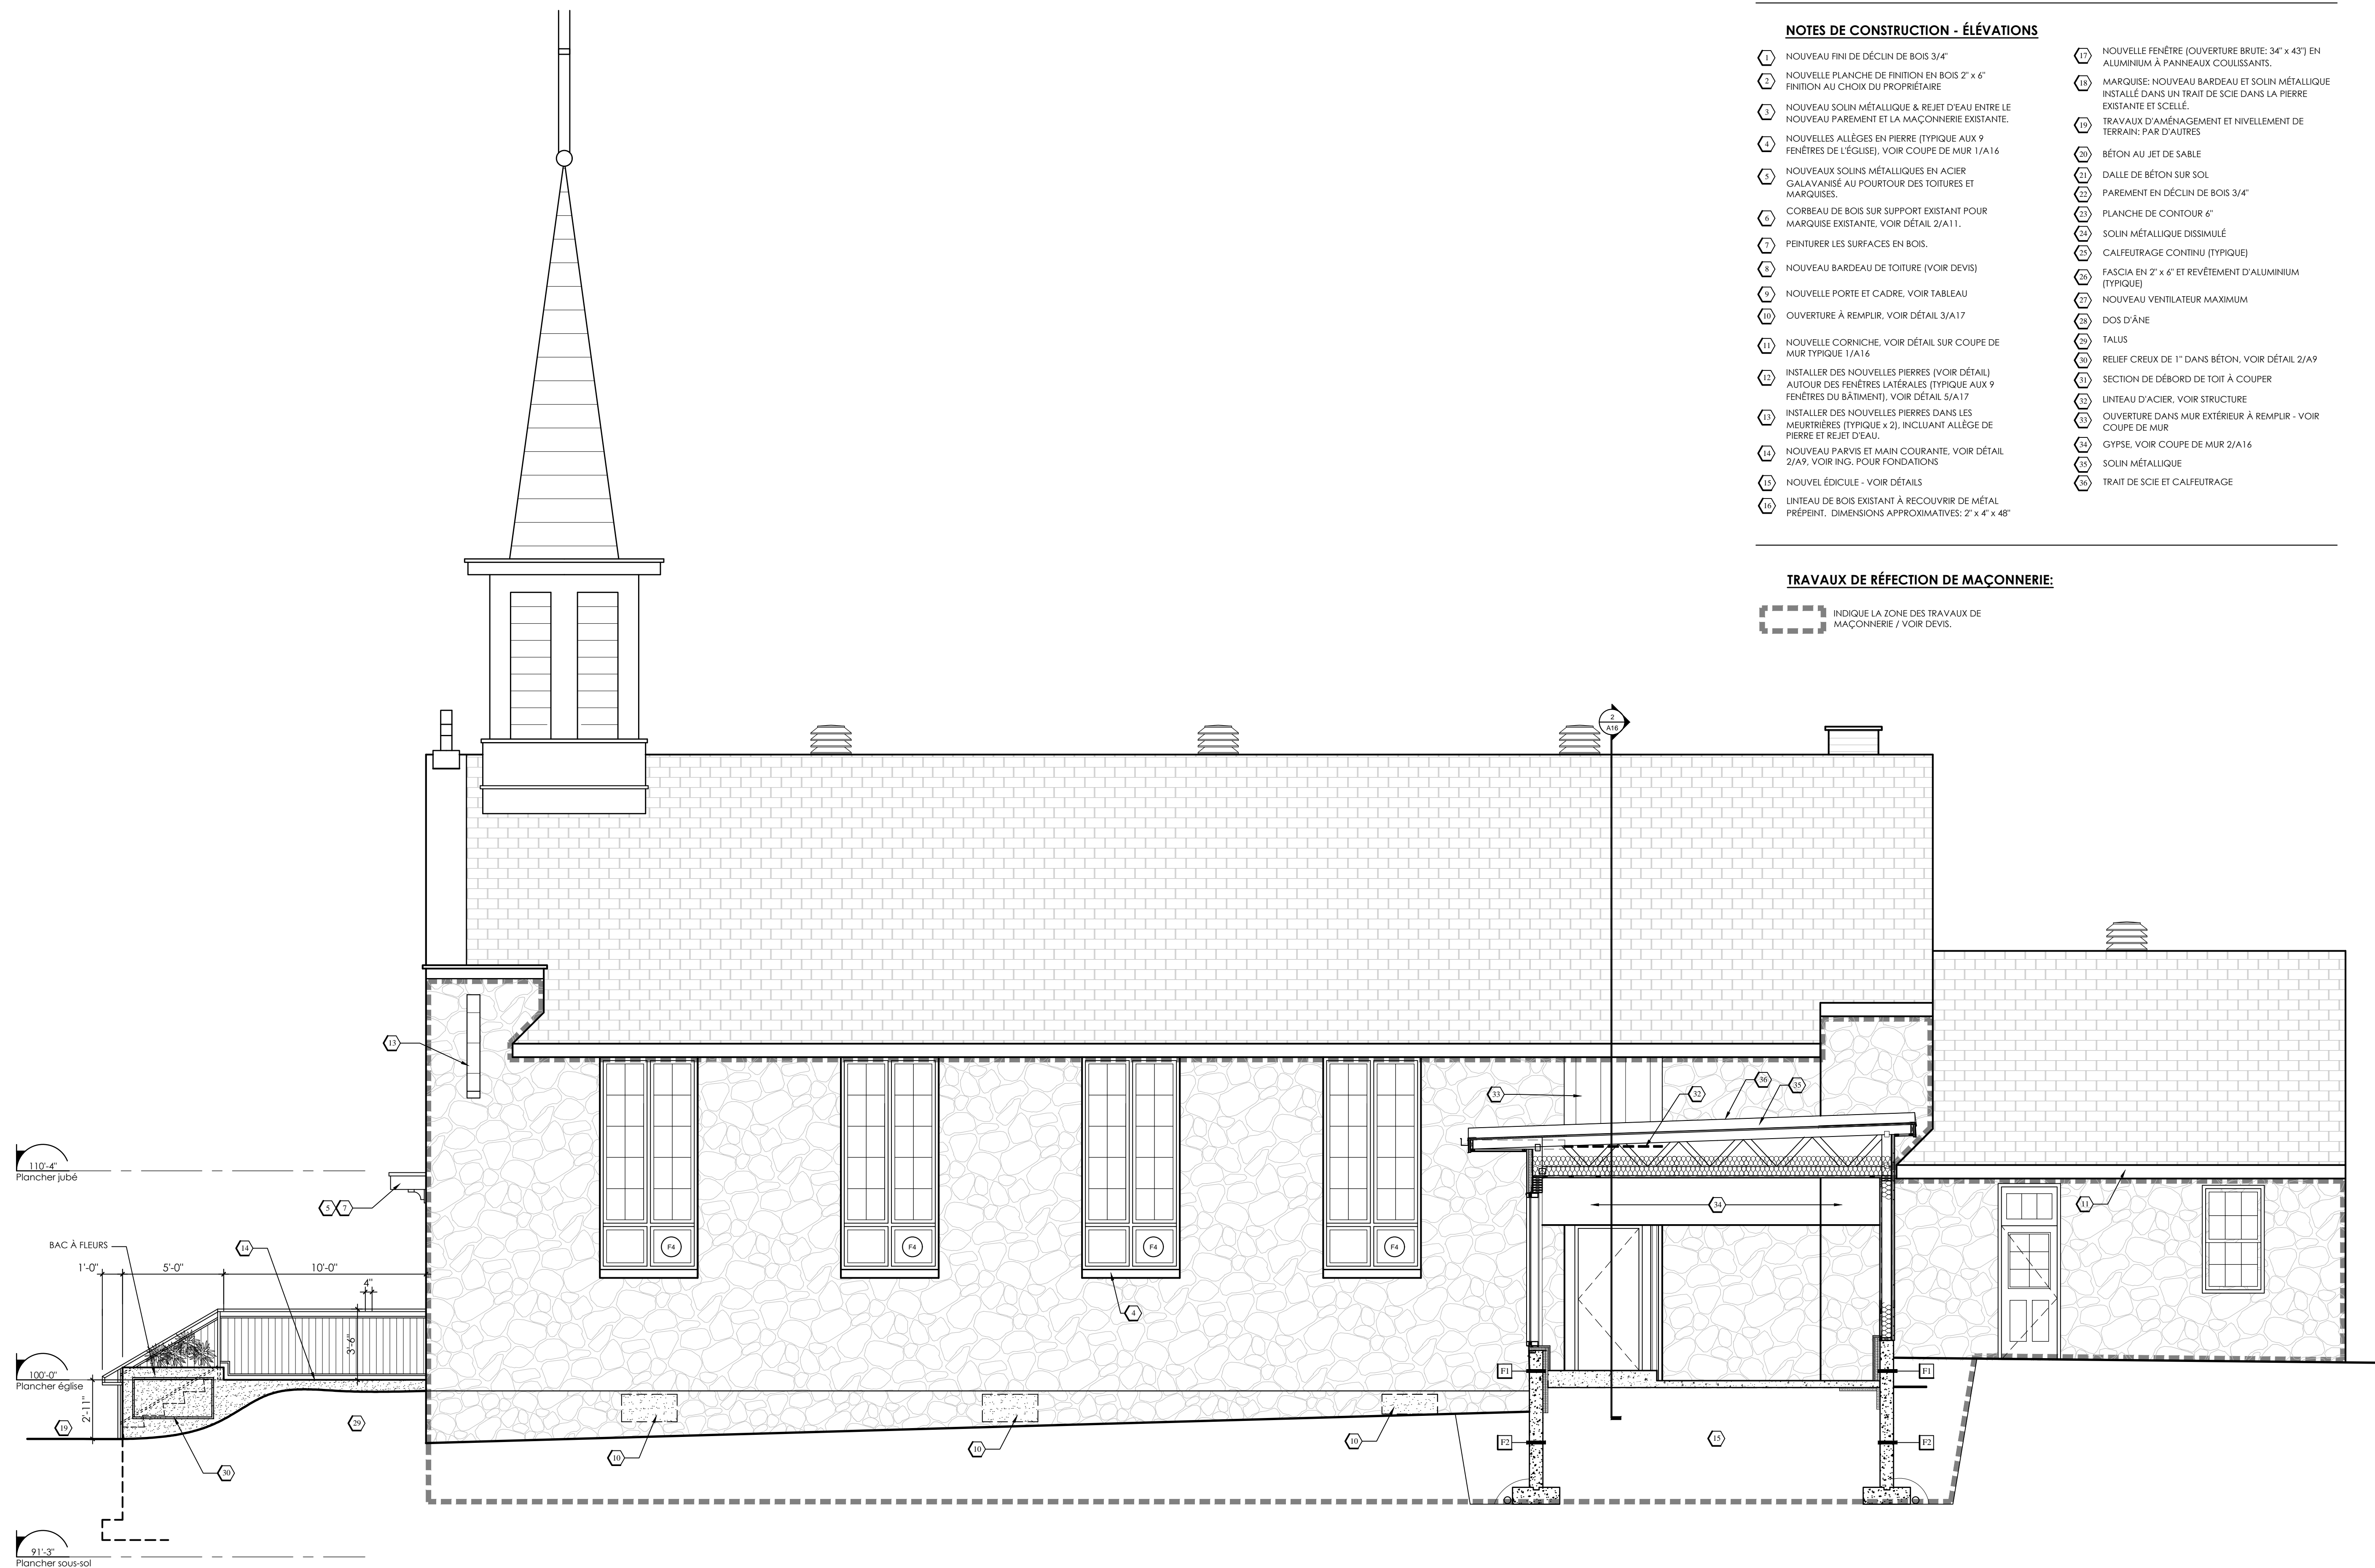 NOTES DE CONSTRUCTION - ÉLÉVATIONS
1 NOUVEAU FINI DE DÉCLIN DE BOIS 3/4"
2 NOUVELLE PLANCHE DE FINITION EN BOIS 2" x 6"
FINITION AU CHOIX DU PROPRIÉTAIRE
3 NOUVEAU SOLIN MÉTALLIQUE & REJET D'EAU ENTRE LE
NOUVEAU PAREMENT ET LA MAÇONNERIE EXISTANTE.
4 NOUVELLES ALLÈGES EN PIERRE (TYPIQUE AUX 9
FENÊTRES DE L'ÉGLISE), VOIR COUPE DE MUR 1/A16
5 NOUVEAUX SOLINS MÉTALLIQUES EN ACIER
GALAVANISÉ AU POURTOUR DES TOITURES ET
MARQUISES.
6 CORBEAU DE BOIS SUR SUPPORT EXISTANT POUR
MARQUISE EXISTANTE, VOIR DÉTAIL 2/A11.
7 PEINTURER LES SURFACES EN BOIS.
8 NOUVEAU BARDEAU DE TOITURE (VOIR DEVIS)
9 NOUVELLE PORTE ET CADRE, VOIR TABLEAU
10 OUVERTURE À REMPLIR, VOIR DÉTAIL 3/A17
11 NOUVELLE CORNICHE, VOIR DÉTAIL SUR COUPE DE
MUR TYPIQUE 1/A16
12 INSTALLER DES NOUVELLES PIERRES (VOIR DÉTAIL)
AUTOUR DES FENÊTRES LATÉRALES (TYPIQUE AUX 9
FENÊTRES DU BÂTIMENT), VOIR DÉTAIL 5/A17
13 INSTALLER DES NOUVELLES PIERRES DANS LES
MEURTRIÈRES (TYPIQUE x 2), INCLUANT ALLÈGE DE
PIERRE ET REJET D'EAU.
14 NOUVEAU PARVIS ET MAIN COURANTE, VOIR DÉTAIL
2/A9, VOIR ING. POUR FONDATIONS
15 NOUVEL ÉDICULE - VOIR DÉTAILS
16 LINTEAU DE BOIS EXISTANT À RECOUVRIR DE MÉTAL
PRÉPEINT. DIMENSIONS APPROXIMATIVES: 2" x 4" x 48"
17 NOUVELLE FENÊTRE (OUVERTURE BRUTE: 34" x 43") EN
ALUMINIUM À PANNEAUX COULISSANTS.
18 MARQUISE: NOUVEAU BARDEAU ET SOLIN MÉTALLIQUE
INSTALLÉ DANS UN TRAIT DE SCIE DANS LA PIERRE
EXISTANTE ET SCELLÉ.
19 TRAVAUX D'AMÉNAGEMENT ET NIVELLEMENT DE
TERRAIN: PAR D'AUTRES
20 BÉTON AU JET DE SABLE
21 DALLE DE BÉTON SUR SOL
22 PAREMENT EN DÉCLIN DE BOIS 3/4"
23 PLANCHE DE CONTOUR 6"
24 SOLIN MÉTALLIQUE DISSIMULÉ
25 CALFEUTRAGE CONTINU (TYPIQUE)
26 FASCIA EN 2" x 6" ET REVÊTEMENT D'ALUMINIUM
(TYPIQUE)
27 NOUVEAU VENTILATEUR MAXIMUM
28 DOS D'ÂNE
29 TALUS
30 RELIEF CREUX DE 1" DANS BÉTON, VOIR DÉTAIL 2/A9
31 SECTION DE DÉBORD DE TOIT À COUPER
32 LINTEAU D'ACIER, VOIR STRUCTURE
33 OUVERTURE DANS MUR EXTÉRIEUR À REMPLIR - VOIR
COUPE DE MUR
34 GYPSE, VOIR COUPE DE MUR 2/A16
35 SOLIN MÉTALLIQUE
36 TRAIT DE SCIE ET CALFEUTRAGE
TRAVAUX DE RÉFECTION DE MAÇONNERIE:
INDIQUE LA ZONE DES TRAVAUX DE
MAÇONNERIE / VOIR DEVIS.
2
A16
13
36
35
33
32
110'-4"
Plancher jubé
5 7
34
11
BAC À FLEURS
14
F4
F4
F4
F4
1'-0"
5'-0"
10'-0"
4"
4
3'-6"
100'-0"
Plancher église
F1
F1
2'-11"
19
29
10
10
10
F2
F2
15
30
91'-3"
Plancher sous-sol